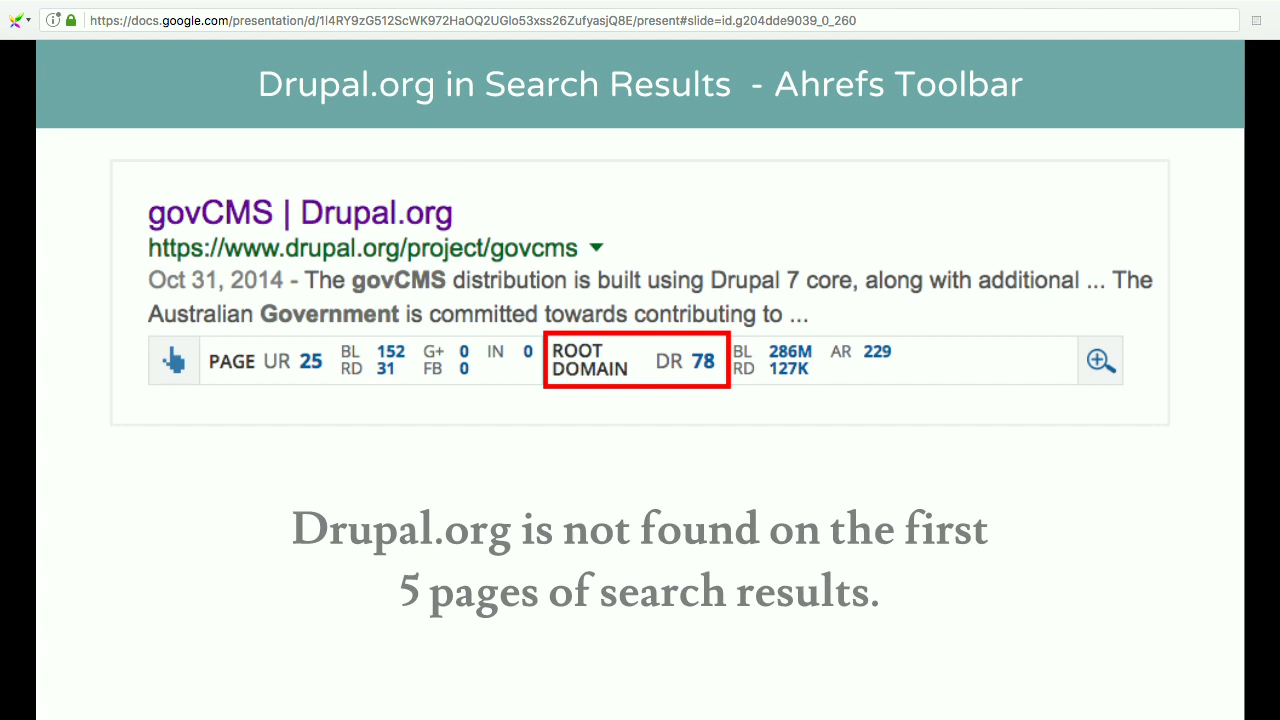 https://docs.google.com/presentation/d/1l4RY9zG512ScWK972HaOQ2UGlo53xss26ZufyasjQ8E/present#slide=id.g204dde9039_0_260
Drupal.org in Search Results - Ahrefs Toolbar
govCMS | Drupal.org
https://www.drupal.org/project/govcms
Oct 31, 2014 - The govCMS distribution is built using Drupal 7 core, along with additional ... The
Australian Government is committed towards contributing to ...
PAGE UR 25 BL 152 G+ 0 IN 0 ROOT DOMAIN DR 78 BL 286M AR 229
RD 31 FB 0 RD 127K
Drupal.org is not found on the first
5 pages of search results.